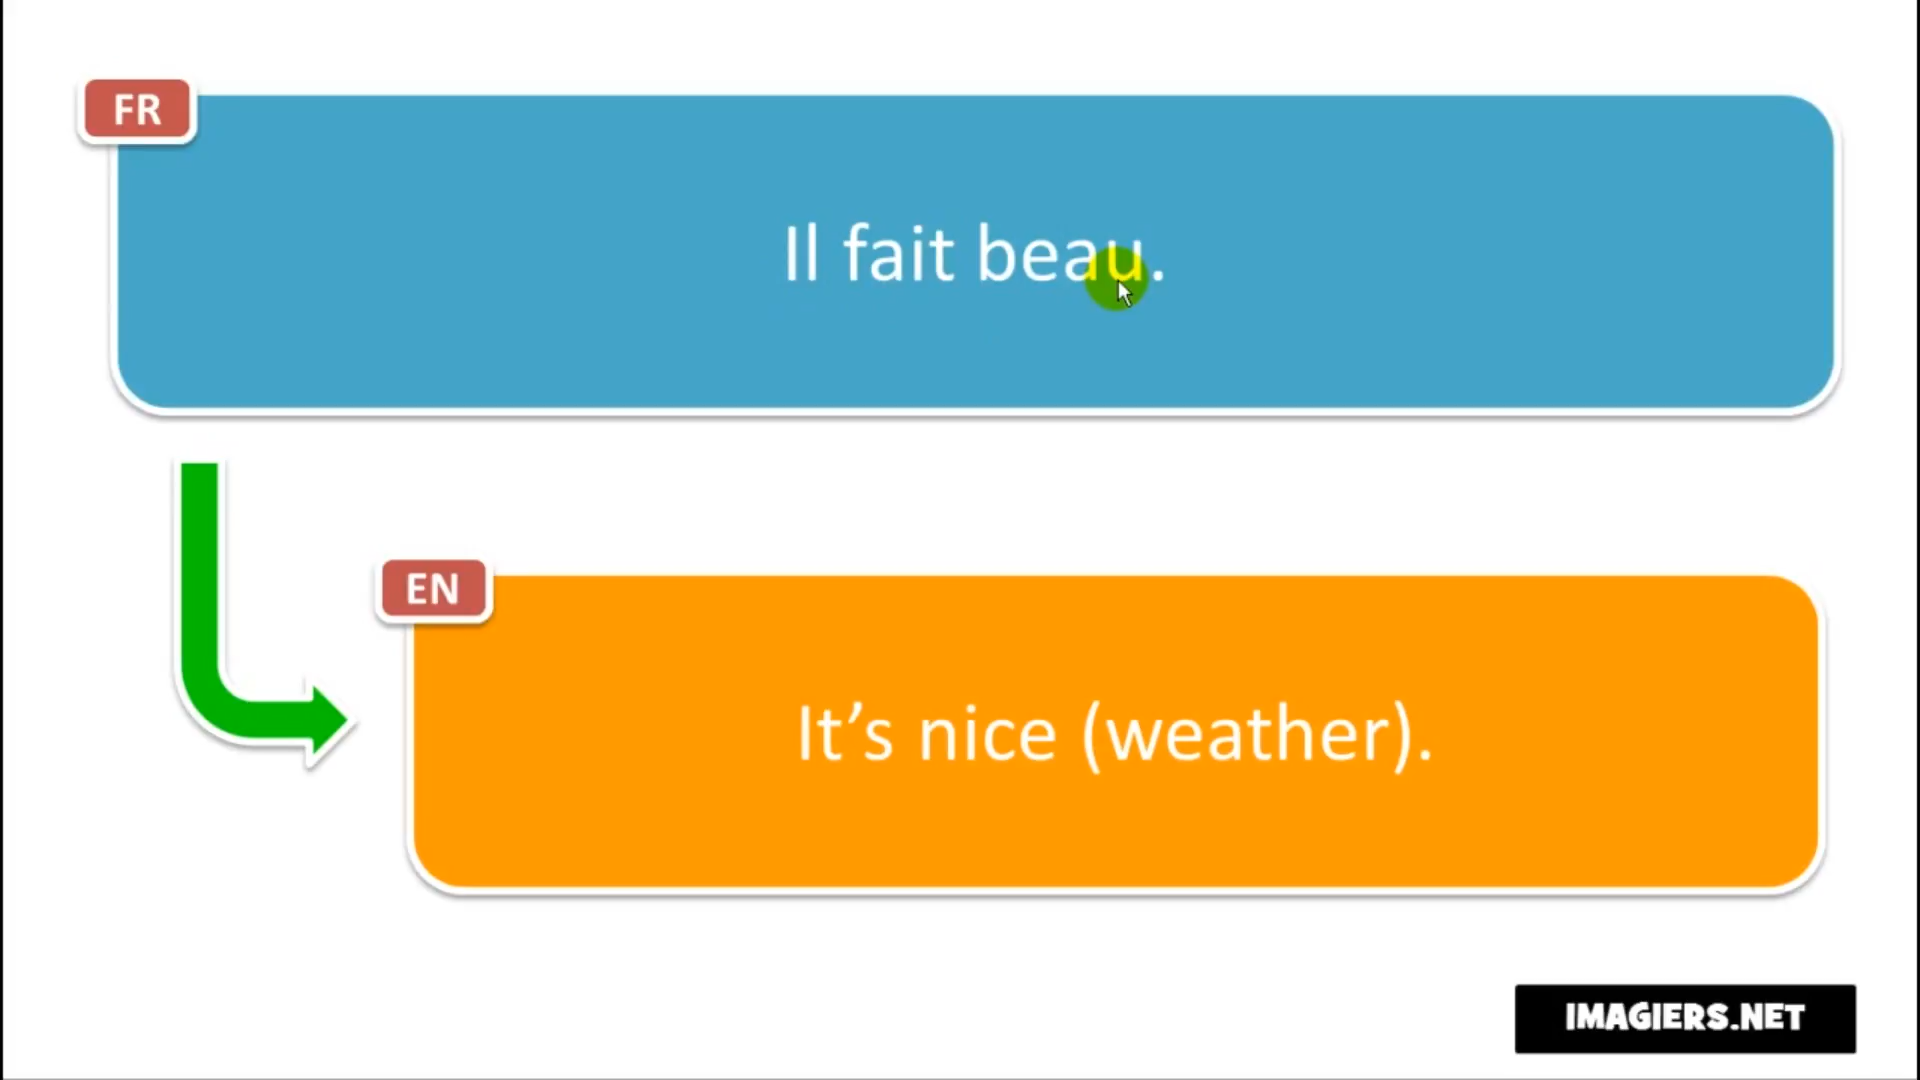 FR
Il fait beau.
EN
It’s nice (weather).
IMAGIERS.NET